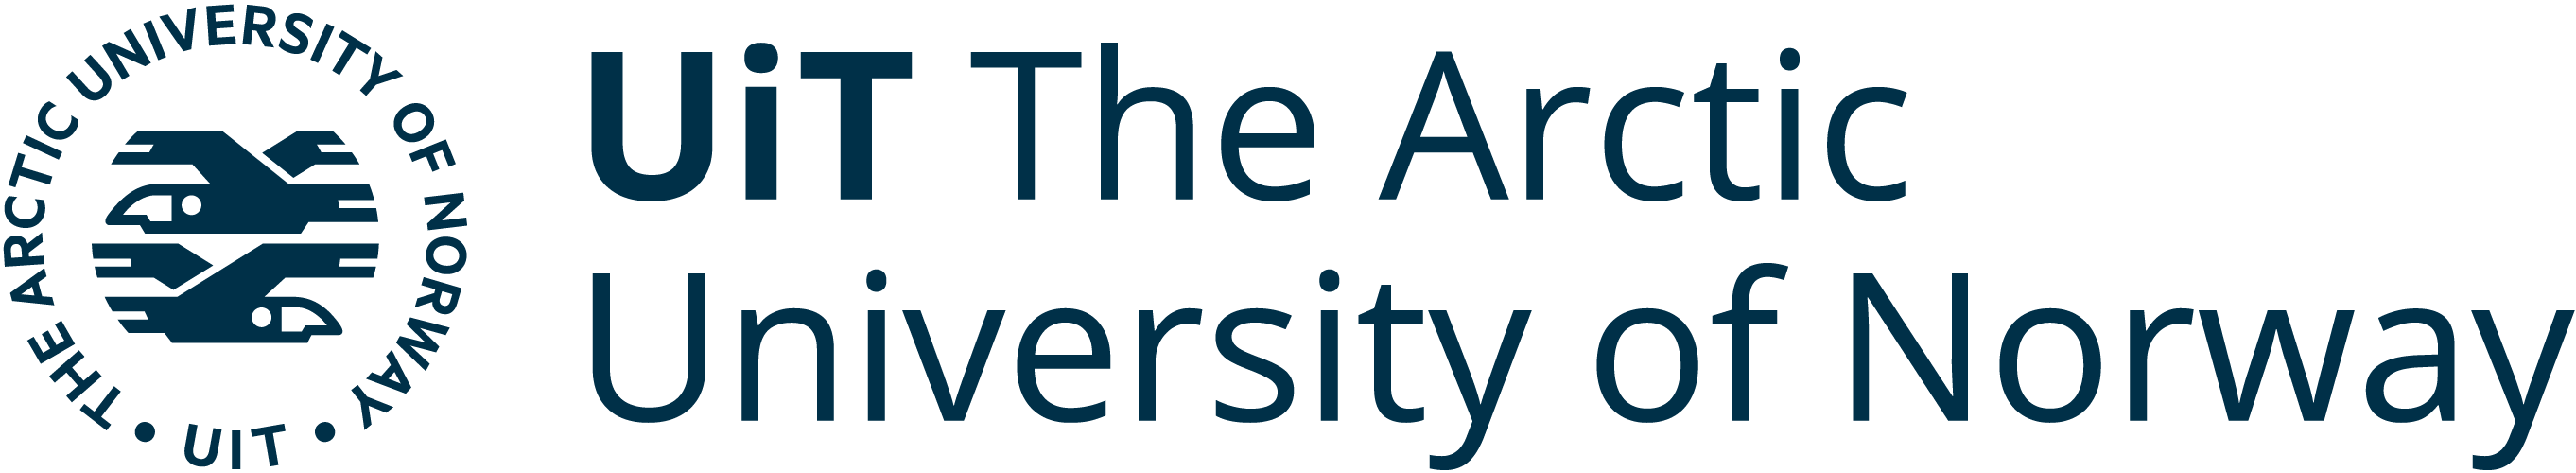 THE ARCTIC UNIVERSITY OF NORWAY
• UIT •
UiT The Arctic
University of Norway